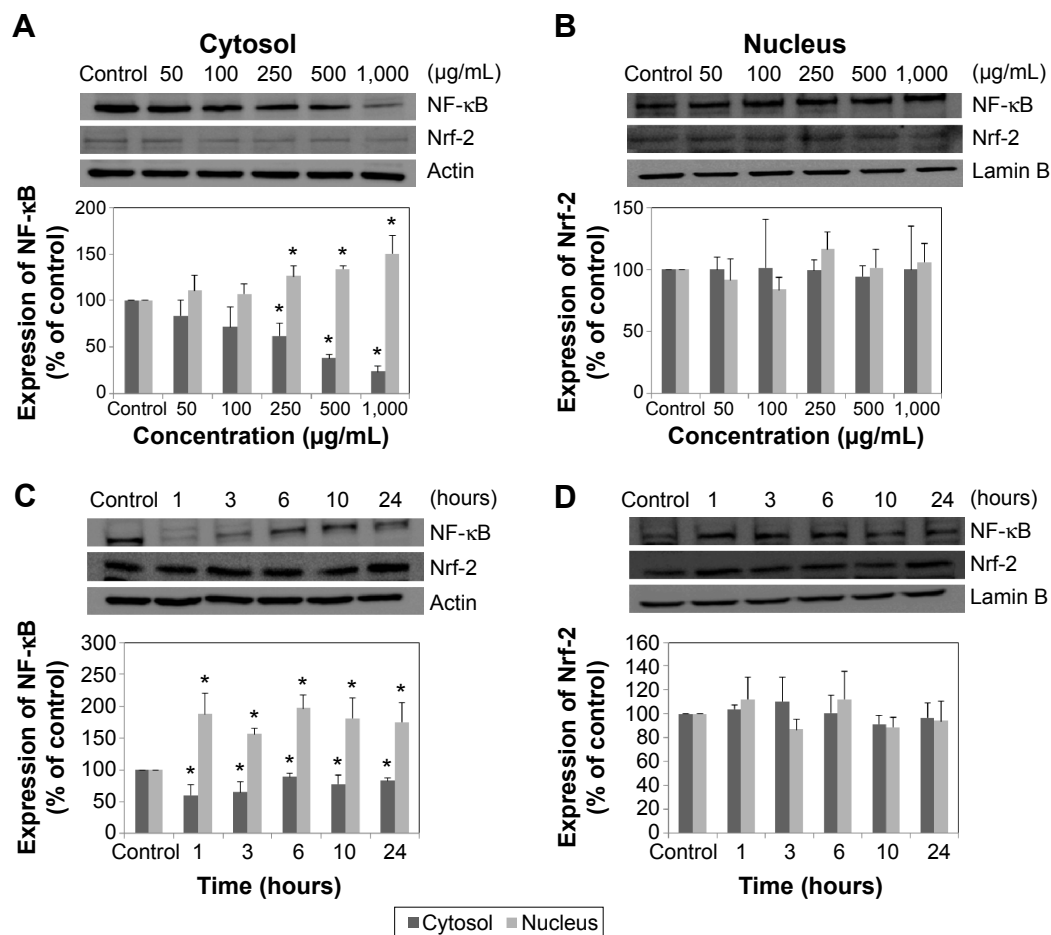 A
Cytosol
Control 50 100 250 500 1,000 (µg/mL)
NF-κB
Nrf-2
Actin
Expression of NF-κB
(% of control)
200
150
100
50
0
* * * * * *
Control 50 100 250 500 1,000
Concentration (µg/mL)
B
Nucleus
Control 50 100 250 500 1,000 (µg/mL)
NF-κB
Nrf-2
Lamin B
Expression of Nrf-2
(% of control)
150
100
50
0
Control 50 100 250 500 1,000
Concentration (µg/mL)
C
Control 1 3 6 10 24 (hours)
NF-κB
Nrf-2
Actin
Expression of NF-κB
(% of control)
300
250
200
150
100
50
0
* * * * * * * * * *
Control 1 3 6 10 24
Time (hours)
D
Control 1 3 6 10 24 (hours)
NF-κB
Nrf-2
Lamin B
Expression of Nrf-2
(% of control)
160
140
120
100
80
60
40
20
0
Control 1 3 6 10 24
Time (hours)
Cytosol Nucleus